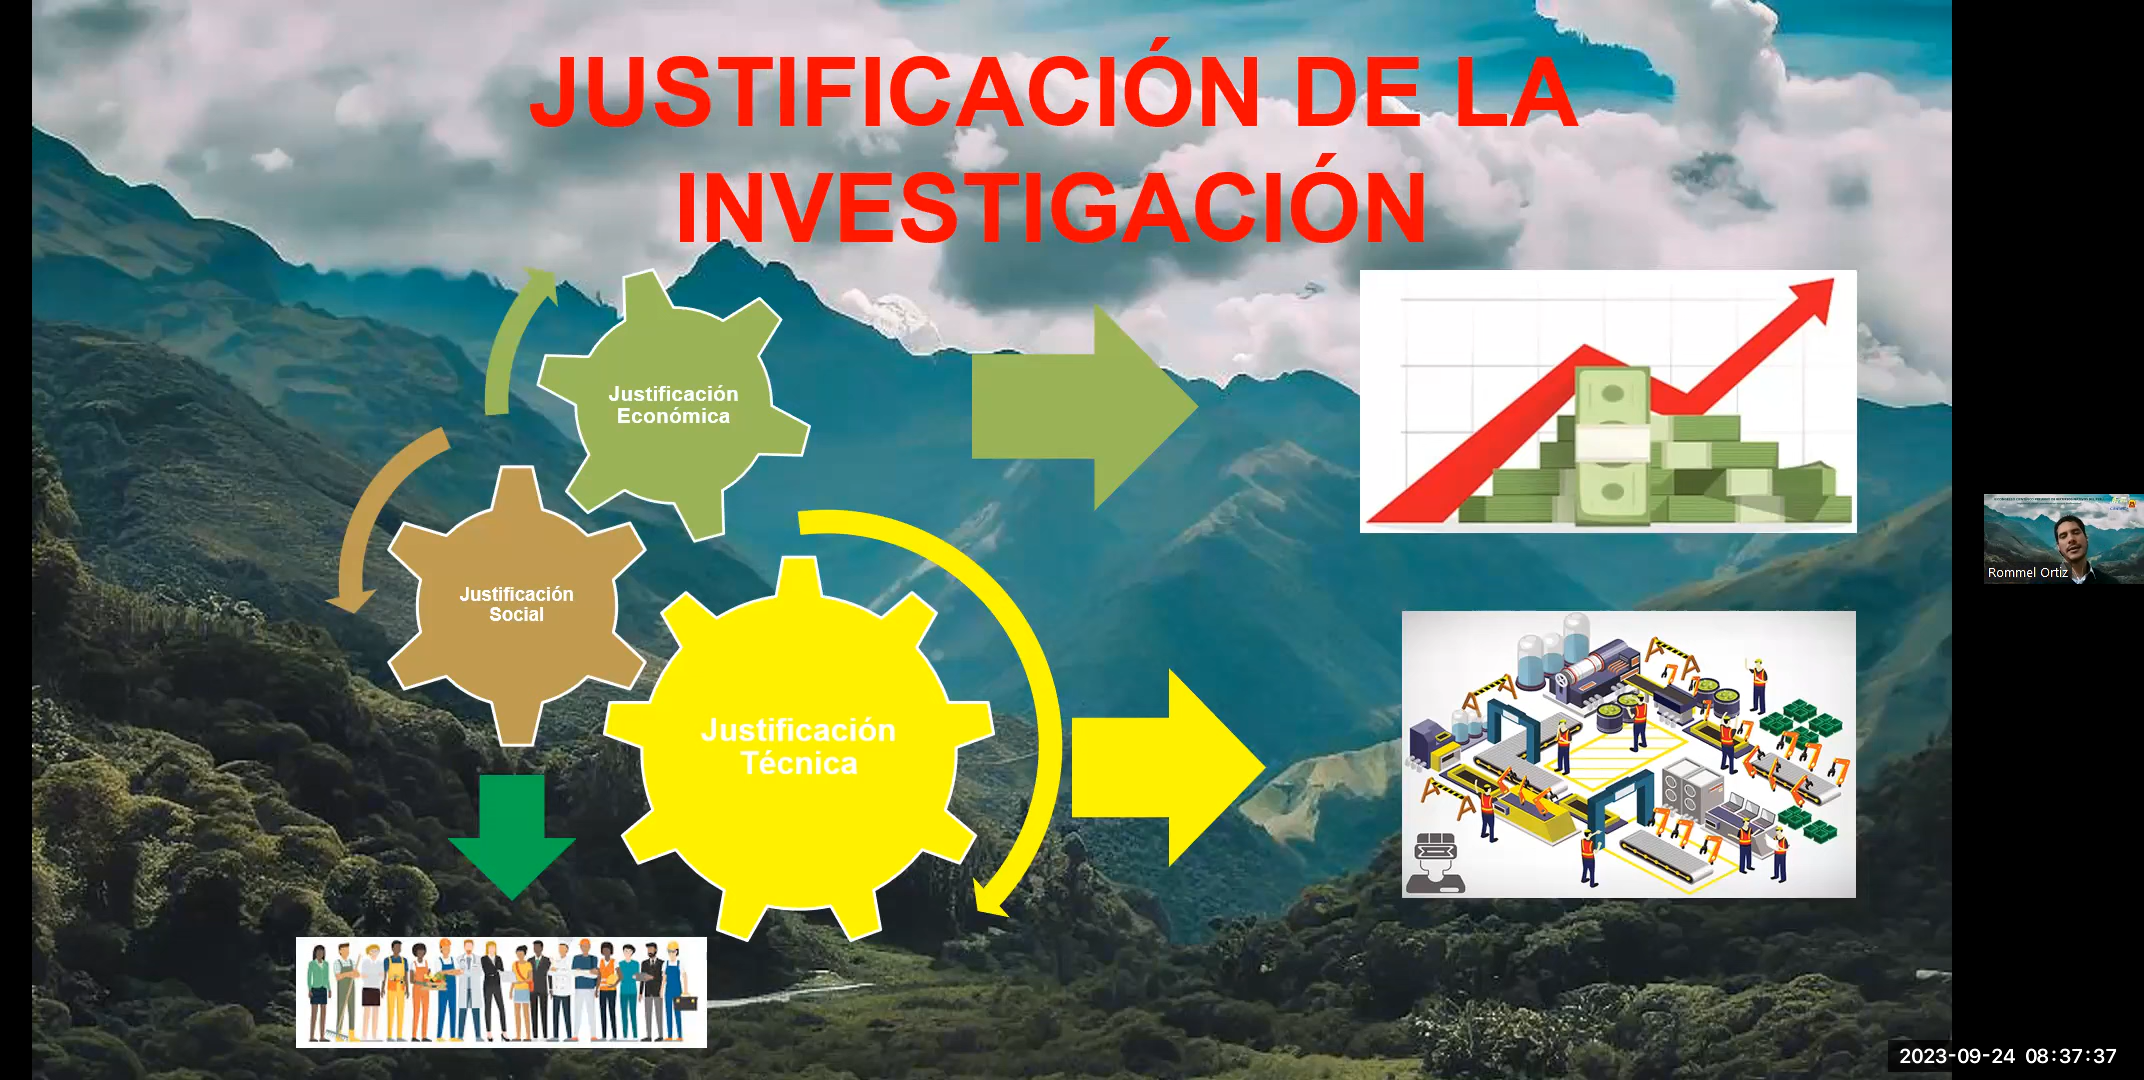 JUSTIFICACIÓN DE LA
INVESTIGACIÓN
Justificación
Económica
Justificación
Social
Justificación
Técnica
Rommel Ortiz
2023-09-24 08:37:37